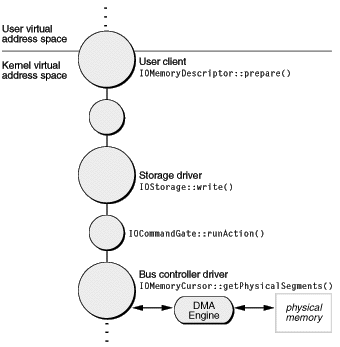 User virtual
address space
Kernel virtual
address space
User client
IOMemoryDescriptor::prepare()
Storage driver
IOStorage::write()
IOCommandGate::runAction()
Bus controller driver
IOMemoryCursor::getPhysicalSegments()
DMA
Engine
physical
memory